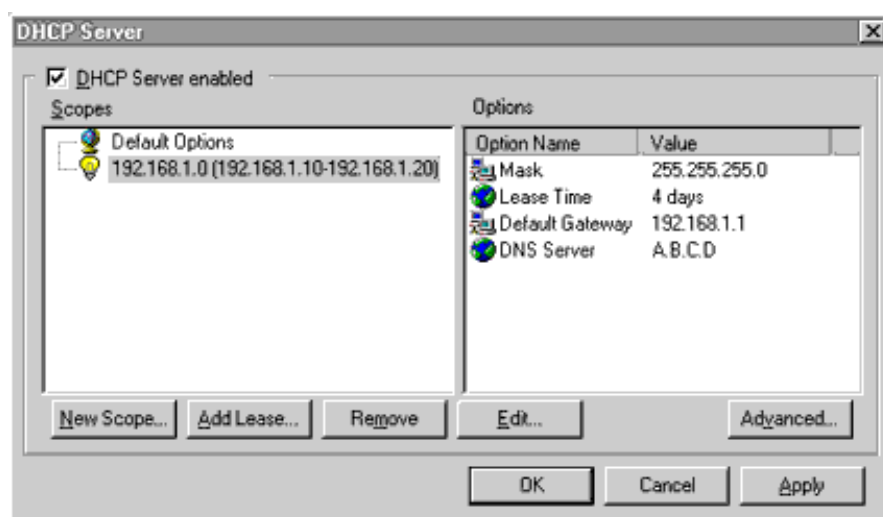 DHCP Server
DHCP Server enabled
Scopes
Default Options
192.168.1.0 (192.168.1.10-192.168.1.20)
Options
Option Name Value
Mask 255.255.255.0
Lease Time 4 days
Default Gateway 192.168.1.1
DNS Server A.B.C.D
New Scope... Add Lease... Remove Edit... Advanced...
OK Cancel Apply